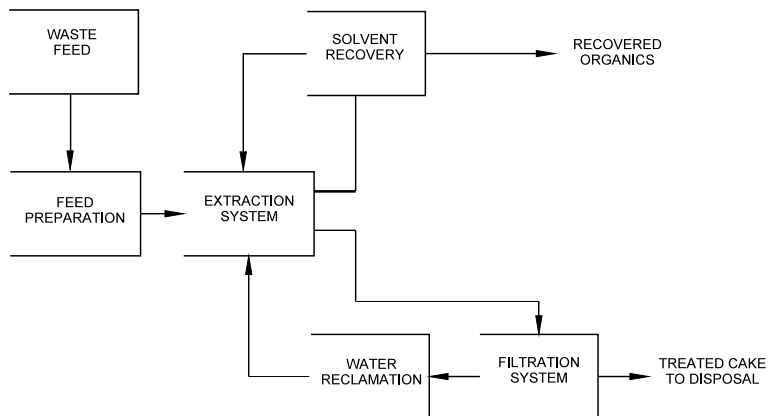 WASTE
FEED
SOLVENT
RECOVERY
RECOVERED
ORGANICS
FEED
PREPARATION
EXTRACTION
SYSTEM
WATER
RECLAMATION
FILTRATION
SYSTEM
TREATED CAKE
TO DISPOSAL